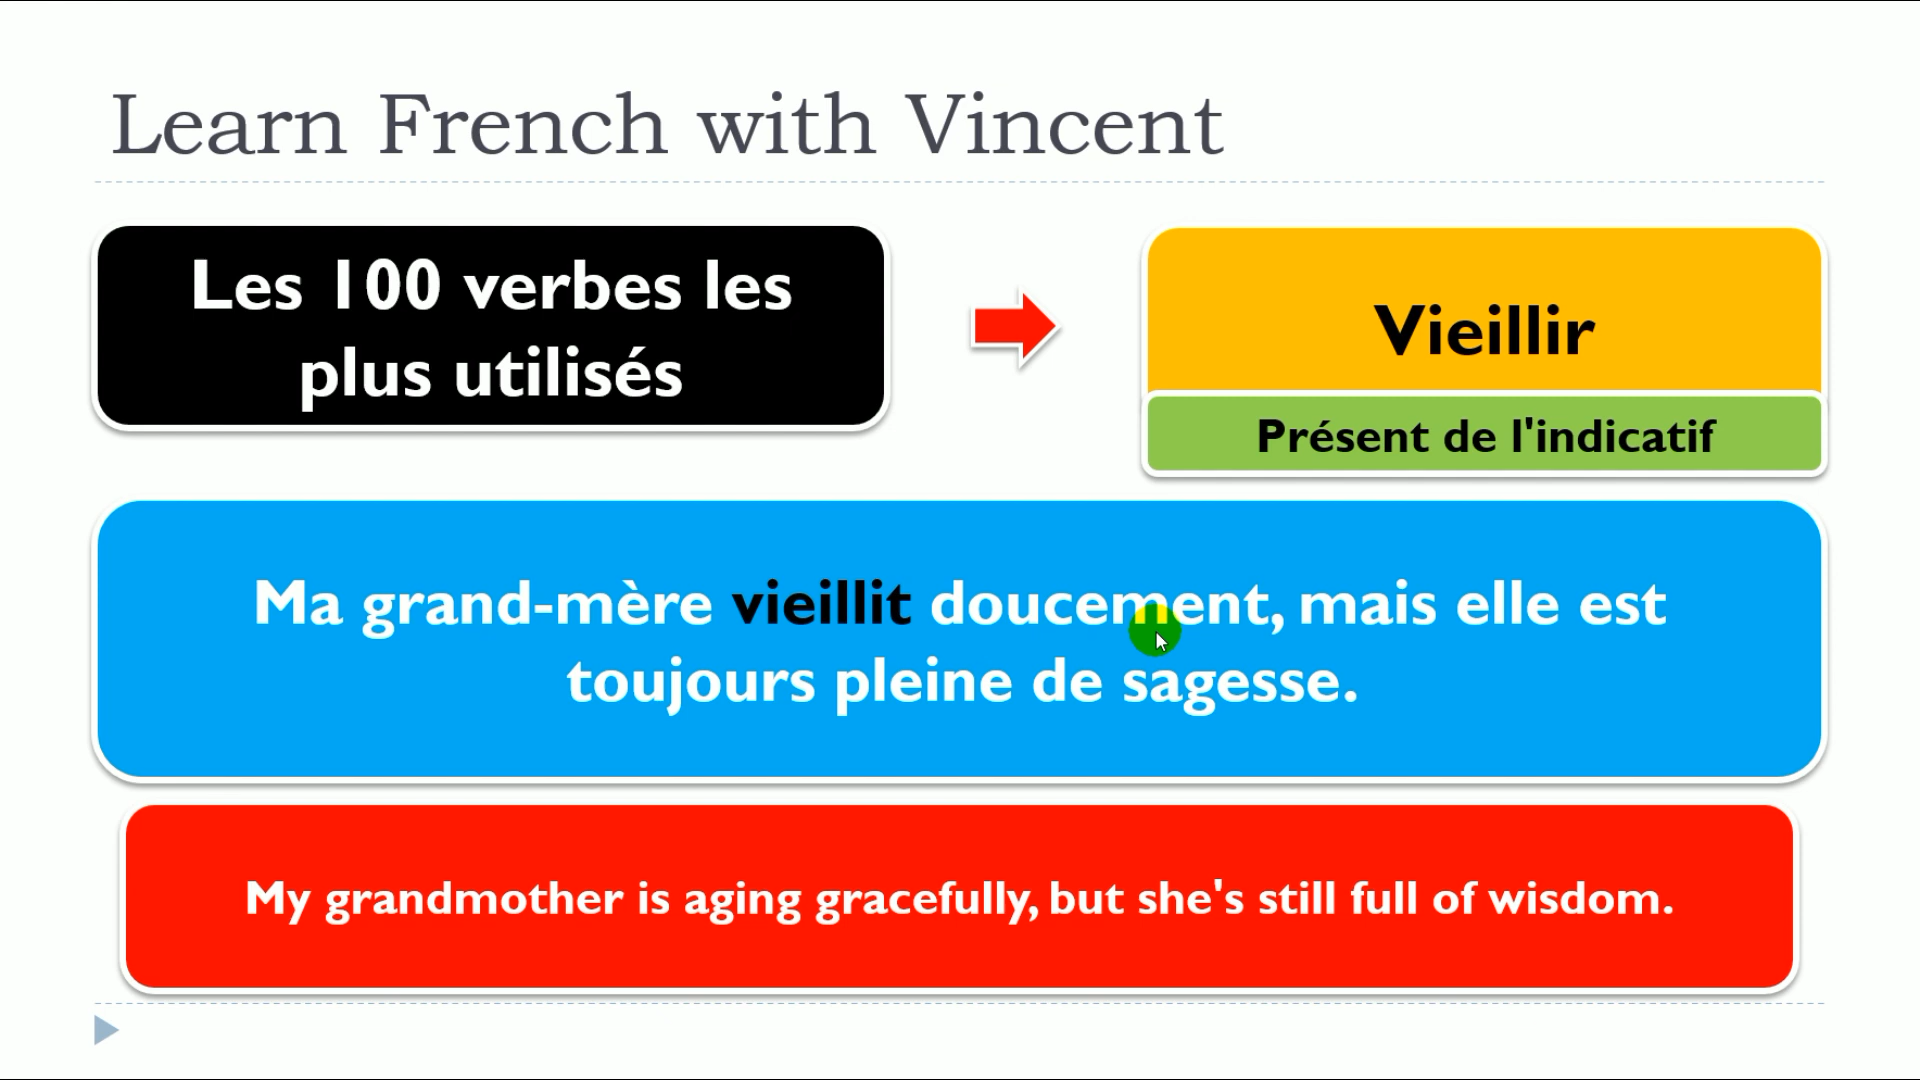 Learn French with Vincent
Les 100 verbes les
plus utilisés
Vieillir
Présent de l'indicatif
Ma grand-mère vieillit doucement, mais elle est
toujours pleine de sagesse.
My grandmother is aging gracefully, but she's still full of wisdom.